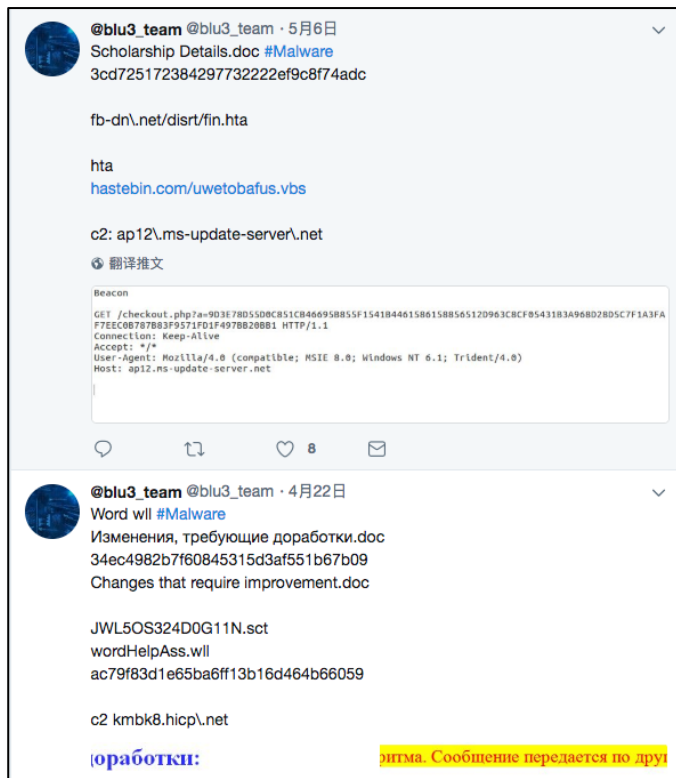 @blu3_team @blu3_team · 5月6日
Scholarship Details.doc #Malware
3cd725172384297732222ef9c8f74adc
fb-dn\.net/disrt/fin.hta
hta
hastebin.com/uwetobafus.vbs
c2: ap12\.ms-update-server\.net
翻译推文
Beacon
GET /checkout.php?a=9D3E78D55D0C851CB46695B855F1541B44615B6158856512D963C8CF05431B3A968D28D5C7F1A3FA
F7EEC0B787B83F9571FD1F497BB20BB1 HTTP/1.1
Connection: Keep-Alive
Accept: */*
User-Agent: Mozilla/4.0 (compatible; MSIE 8.0; Windows NT 6.1; Trident/4.0)
Host: ap12.ms-update-server.net
8
@blu3_team @blu3_team · 4月22日
Word wll #Malware
Изменения, требующие доработки.doc
34ec4982b7f60845315d3af551b67b09
Changes that require improvement.doc
JWL5OS324D0G11N.sct
wordHelpAss.wll
ac79f83d1e65ba6ff13b16d464b66059
c2 kmbk8.hicp\.net
оработки: ритма. Сообщение передается по